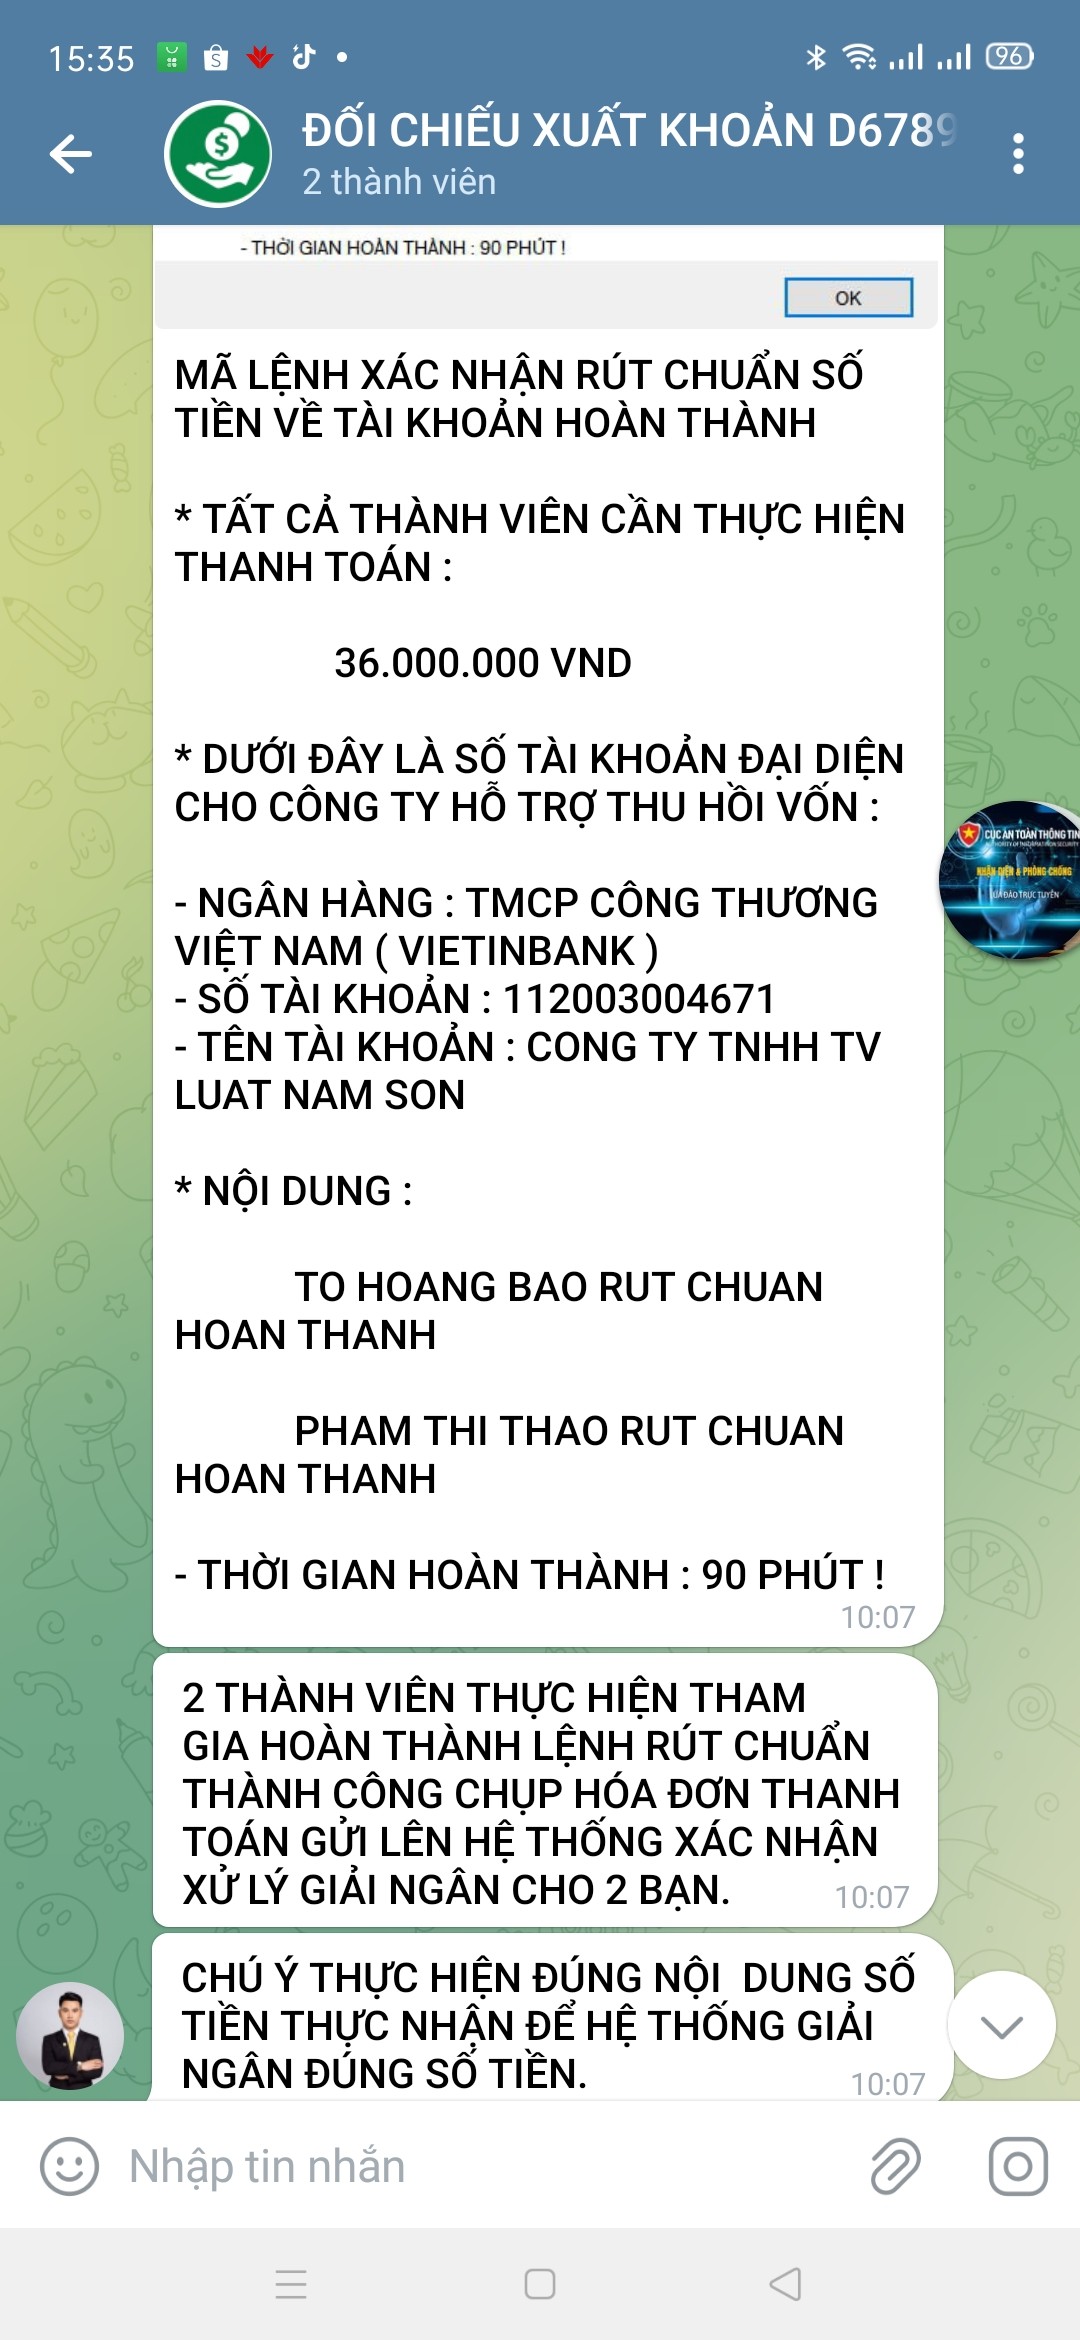 15:35
96
ĐỐI CHIẾU XUẤT KHOẢN D6789
2 thành viên
- THỜI GIAN HOÀN THÀNH : 90 PHÚT !
OK
MÃ LỆNH XÁC NHẬN RÚT CHUẨN SỐ
TIỀN VỀ TÀI KHOẢN HOÀN THÀNH
* TẤT CẢ THÀNH VIÊN CẦN THỰC HIỆN
THANH TOÁN :
36.000.000 VND
* DƯỚI ĐÂY LÀ SỐ TÀI KHOẢN ĐẠI DIỆN
CHO CÔNG TY HỖ TRỢ THU HỒI VỐN :
CỤC AN TOÀN THÔNG TIN
NHẬN DIỆN & PHÒNG CHỐNG
LỪA ĐẢO TRỰC TUYẾN
- NGÂN HÀNG : TMCP CÔNG THƯƠNG
VIỆT NAM ( VIETINBANK )
- SỐ TÀI KHOẢN : 112003004671
- TÊN TÀI KHOẢN : CONG TY TNHH TV
LUAT NAM SON
* NỘI DUNG :
TO HOANG BAO RUT CHUAN
HOAN THANH
PHAM THI THAO RUT CHUAN
HOAN THANH
- THỜI GIAN HOÀN THÀNH : 90 PHÚT !
10:07
2 THÀNH VIÊN THỰC HIỆN THAM
GIA HOÀN THÀNH LỆNH RÚT CHUẨN
THÀNH CÔNG CHỤP HÓA ĐƠN THANH
TOÁN GỬI LÊN HỆ THỐNG XÁC NHẬN
XỬ LÝ GIẢI NGÂN CHO 2 BẠN.
10:07
CHÚ Ý THỰC HIỆN ĐÚNG NỘI  DUNG SỐ
TIỀN THỰC NHẬN ĐỂ HỆ THỐNG GIẢI
NGÂN ĐÚNG SỐ TIỀN.
10:07
Nhập tin nhắn